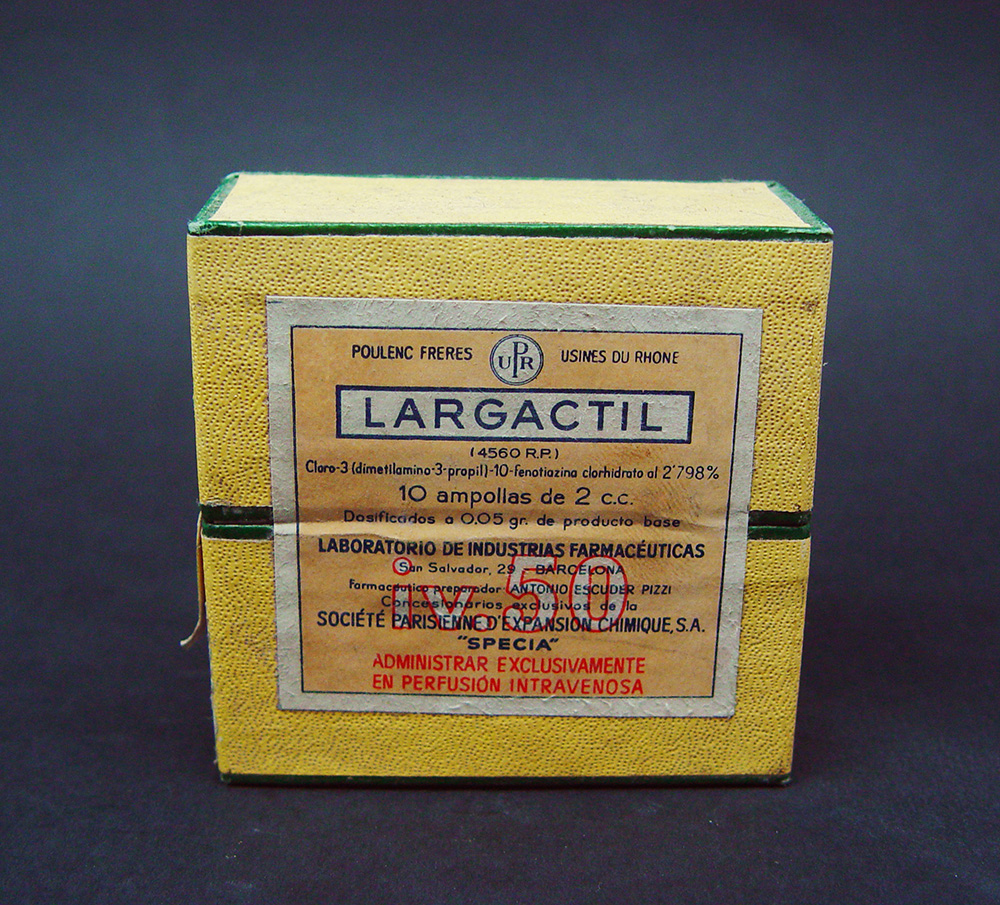 POULENC FRERES UPR USINES DU RHONE
LARGACTIL
(4560 R.P.)
Cloro-3 (dimetilamino-3-propil)-10-fenotiazina clorhidrato al 2'798%
10 ampollas de 2 c.c.
Dosificados a 0,05 gr. de producto base
LABORATORIO DE INDUSTRIAS FARMACÉUTICAS
San Salvador, 29 BARCELONA
Farmacéutico preparador ANTONIO ESCUDER PIZZI
Concesionarios exclusivos de la
iv.50
SOCIÉTÉ PARISIENNE D'EXPANSION CHIMIQUE, S.A.
"SPECIA"
ADMINISTRAR EXCLUSIVAMENTE
EN PERFUSIÓN INTRAVENOSA